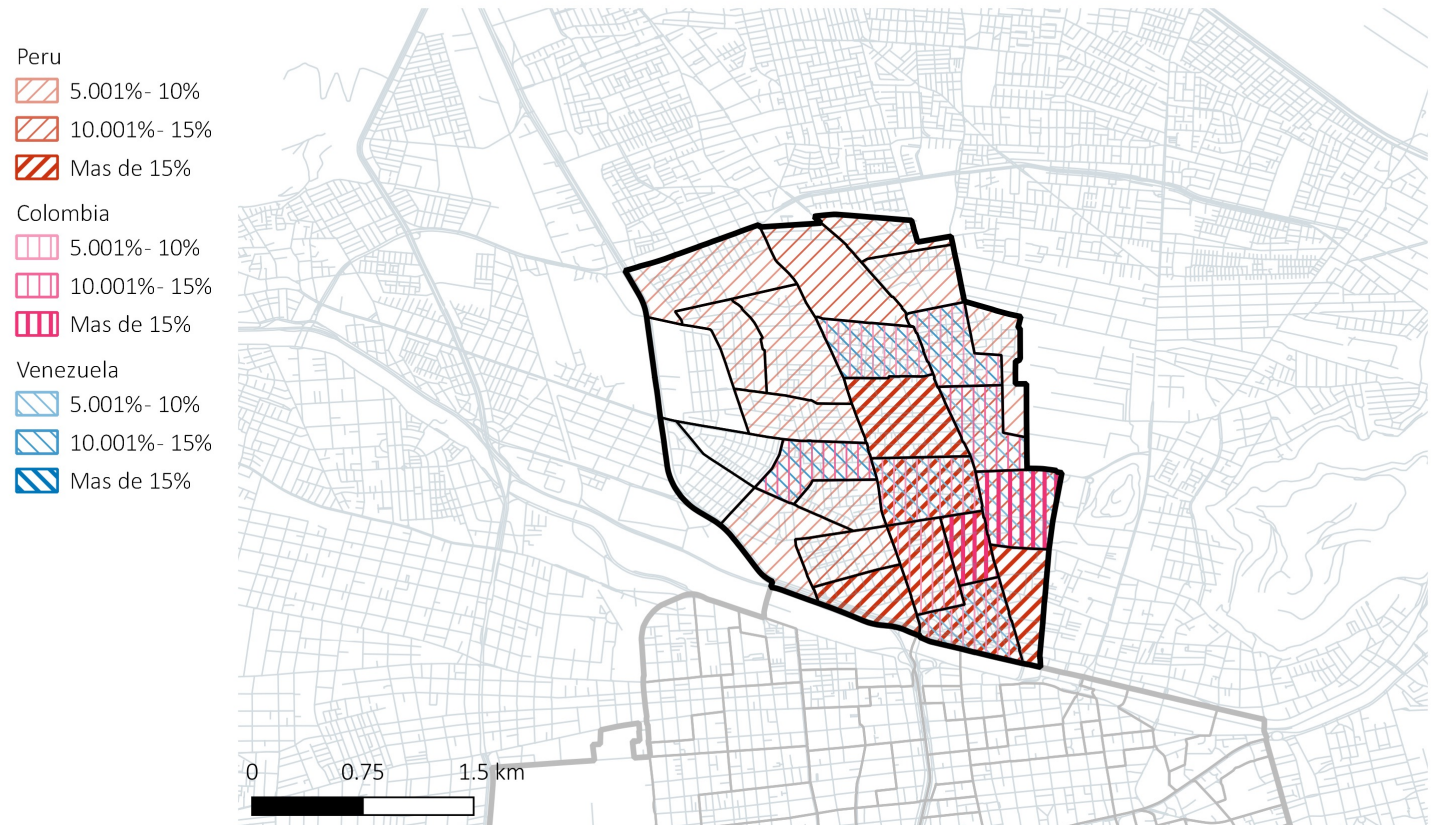 Peru
5.001%- 10%
10.001%- 15%
Mas de 15%
Colombia
5.001%- 10%
10.001%- 15%
Mas de 15%
Venezuela
5.001%- 10%
10.001%- 15%
Mas de 15%
0 0.75 1.5 km